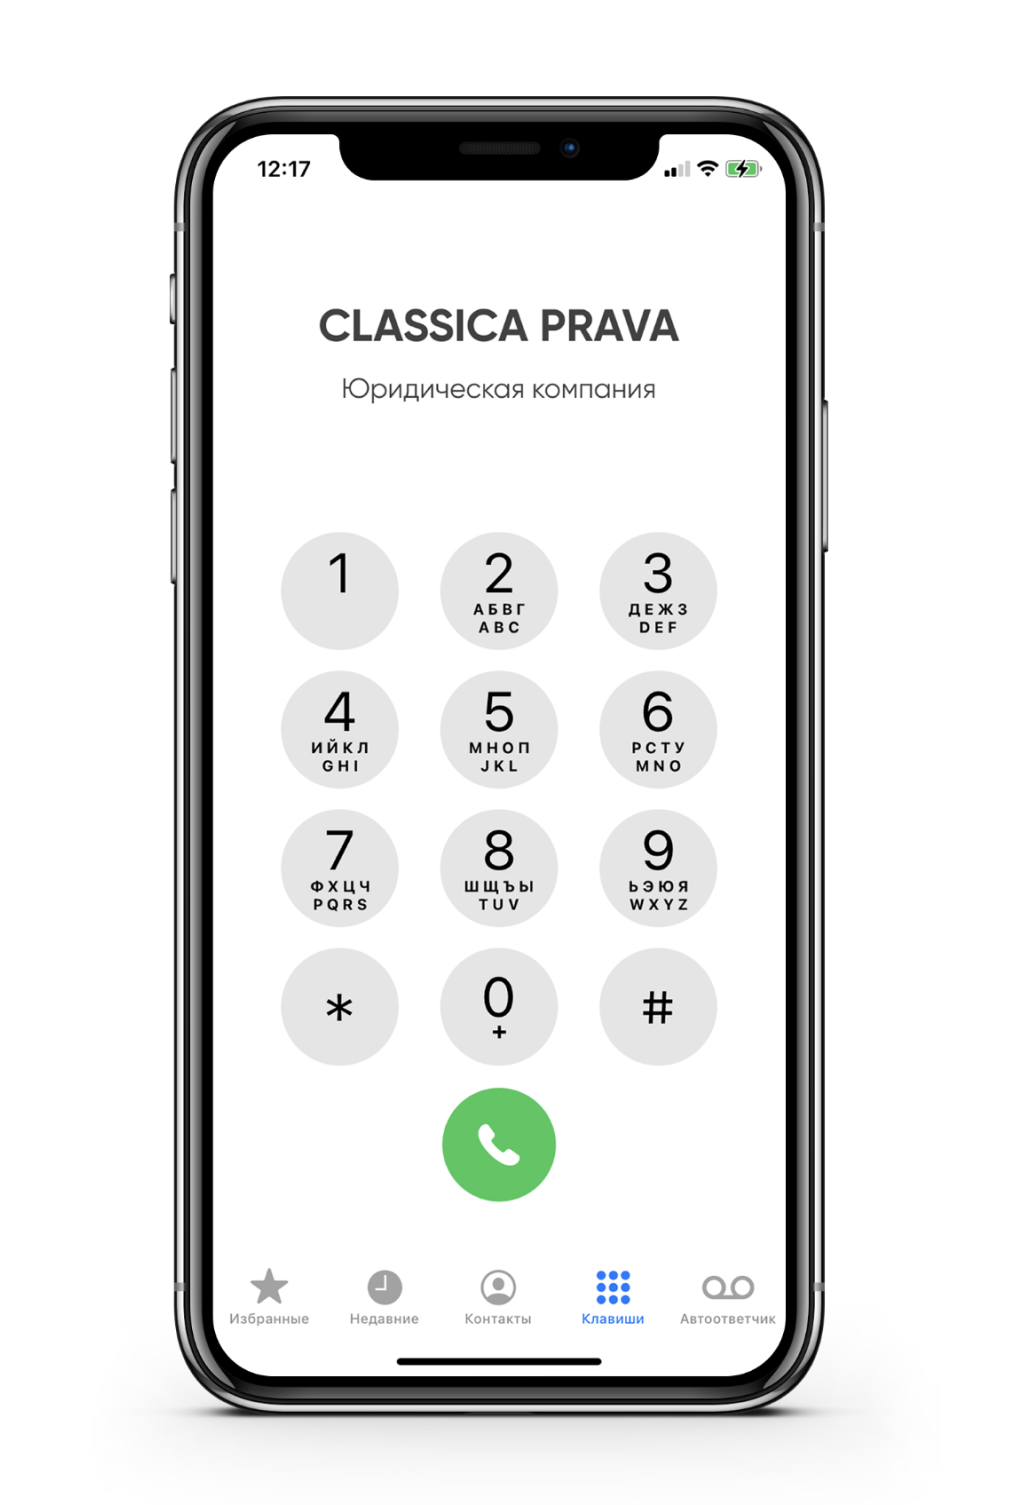 12:17
CLASSICA PRAVA
Юридическая компания
1
2
АБВГ
ABC
3
ДЕЖЗ
DEF
4
ИЙКЛ
GHI
5
МНОП
JKL
6
РСТУ
MNO
7
ФХЦЧ
PQRS
8
ШЩЪЫ
TUV
9
ЬЭЮЯ
WXYZ
*
0
+
#
Избранные
Недавние
Контакты
Клавиши
Автоответчик